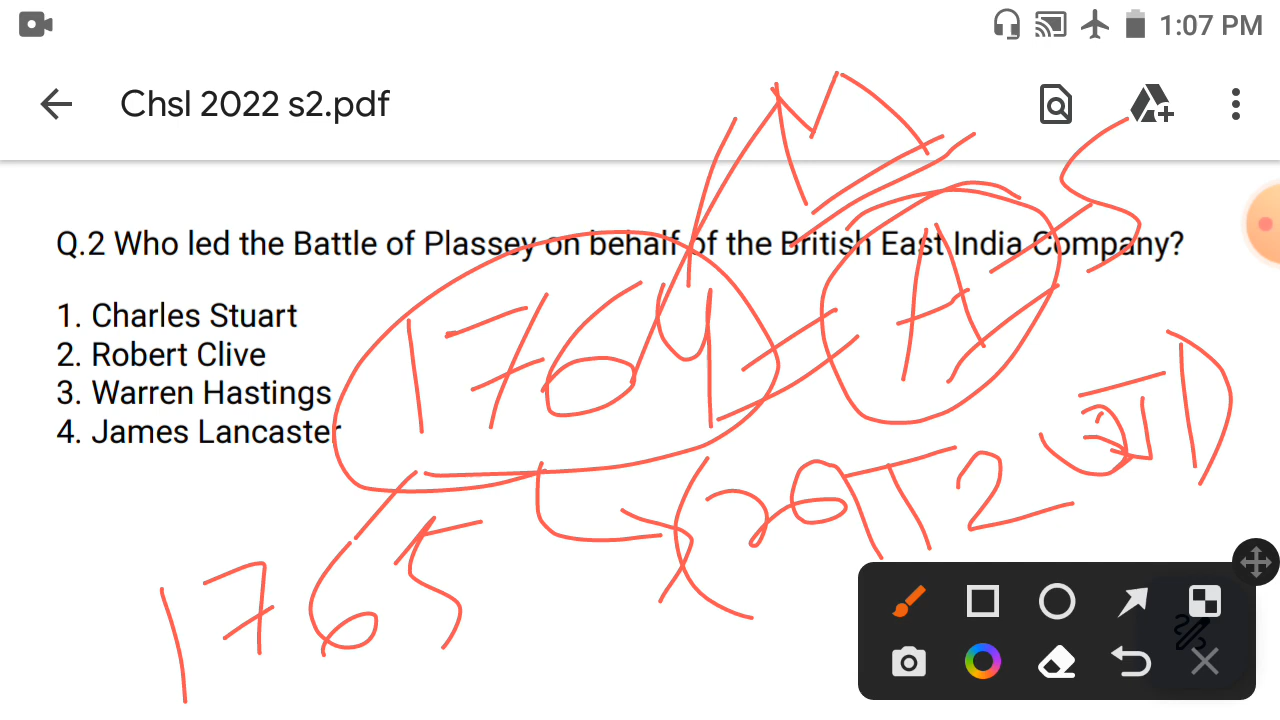 1:07 PM
Chsl 2022 s2.pdf
Q.2 Who led the Battle of Plassey on behalf of the British East India Company?
1. Charles Stuart
2. Robert Clive
3. Warren Hastings
4. James Lancaster
1764 = A
1765